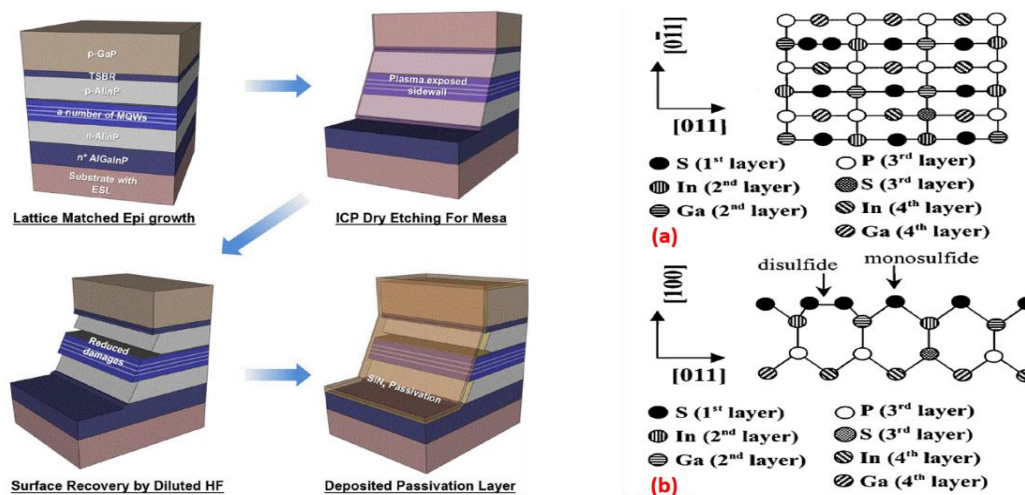 p-GaP
TSBR
p-AlInP
a number of MQWs
n-AlInP
n⁺ AlGaInP
Substrate with
ESL
Lattice Matched Epi growth
Plasma exposed
sidewall
ICP Dry Etching For Mesa
Reduced
damages
Surface Recovery by Diluted HF
SiNₓ Passivation
Deposited Passivation Layer
[01̄1]
[011]
S (1ˢᵗ layer)
In (2ⁿᵈ layer)
Ga (2ⁿᵈ layer)
P (3ʳᵈ layer)
S (3ʳᵈ layer)
In (4ᵗʰ layer)
Ga (4ᵗʰ layer)
(a)
disulfide
monosulfide
[100]
[011]
S (1ˢᵗ layer)
In (2ⁿᵈ layer)
Ga (2ⁿᵈ layer)
P (3ʳᵈ layer)
S (3ʳᵈ layer)
In (4ᵗʰ layer)
Ga (4ᵗʰ layer)
(b)